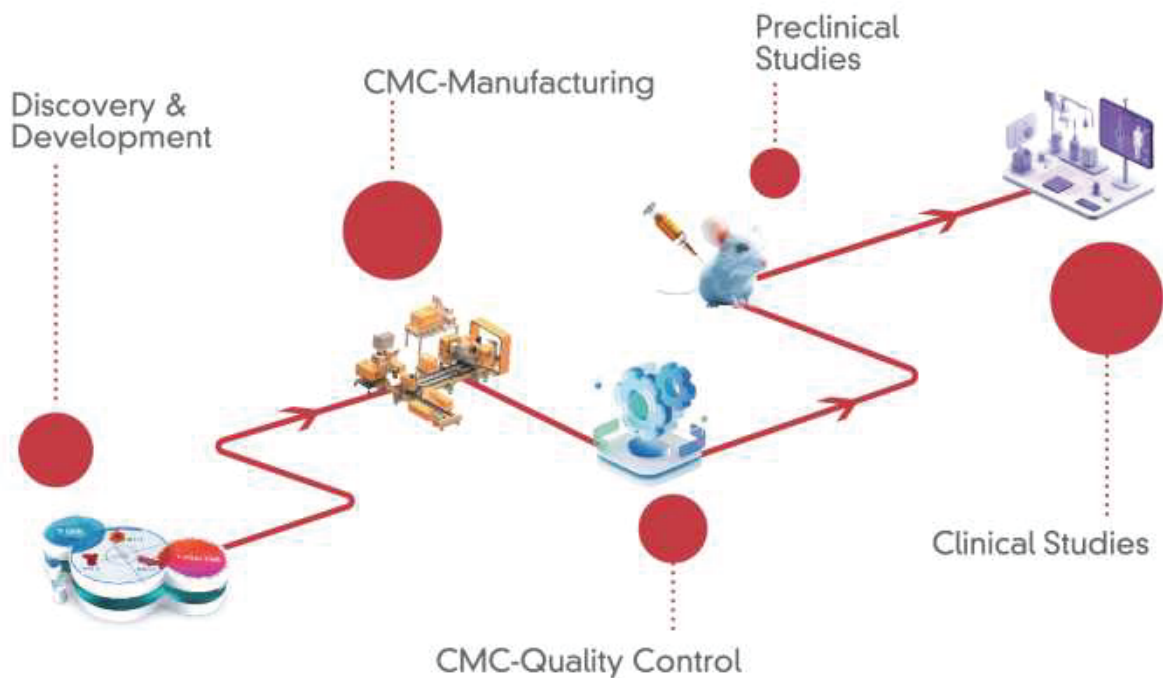 Discovery &
Development
CMC-Manufacturing
Preclinical
Studies
CMC-Quality Control
Clinical Studies